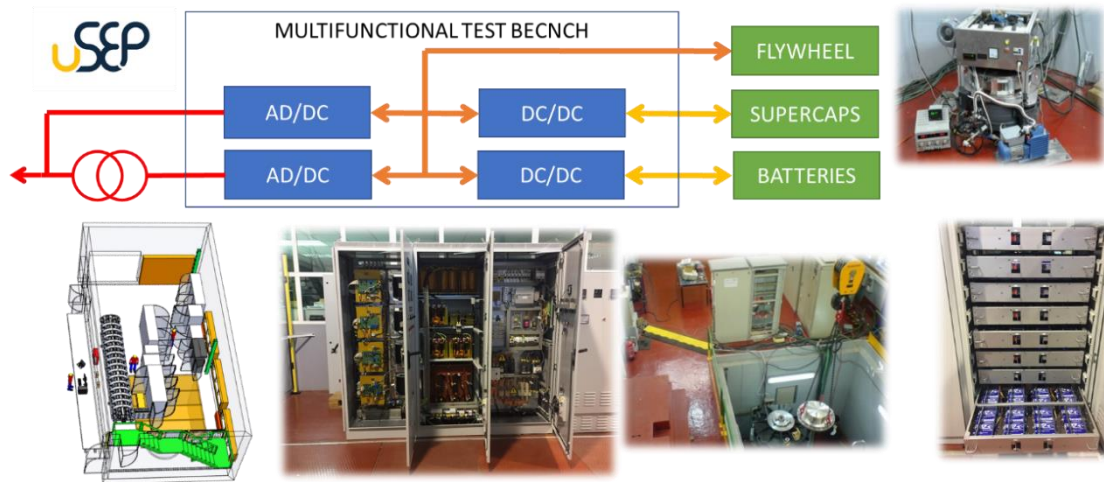 uSEP
MULTIFUNCTIONAL TEST BECNCH
FLYWHEEL
AD/DC
DC/DC
SUPERCAPS
AD/DC
DC/DC
BATTERIES